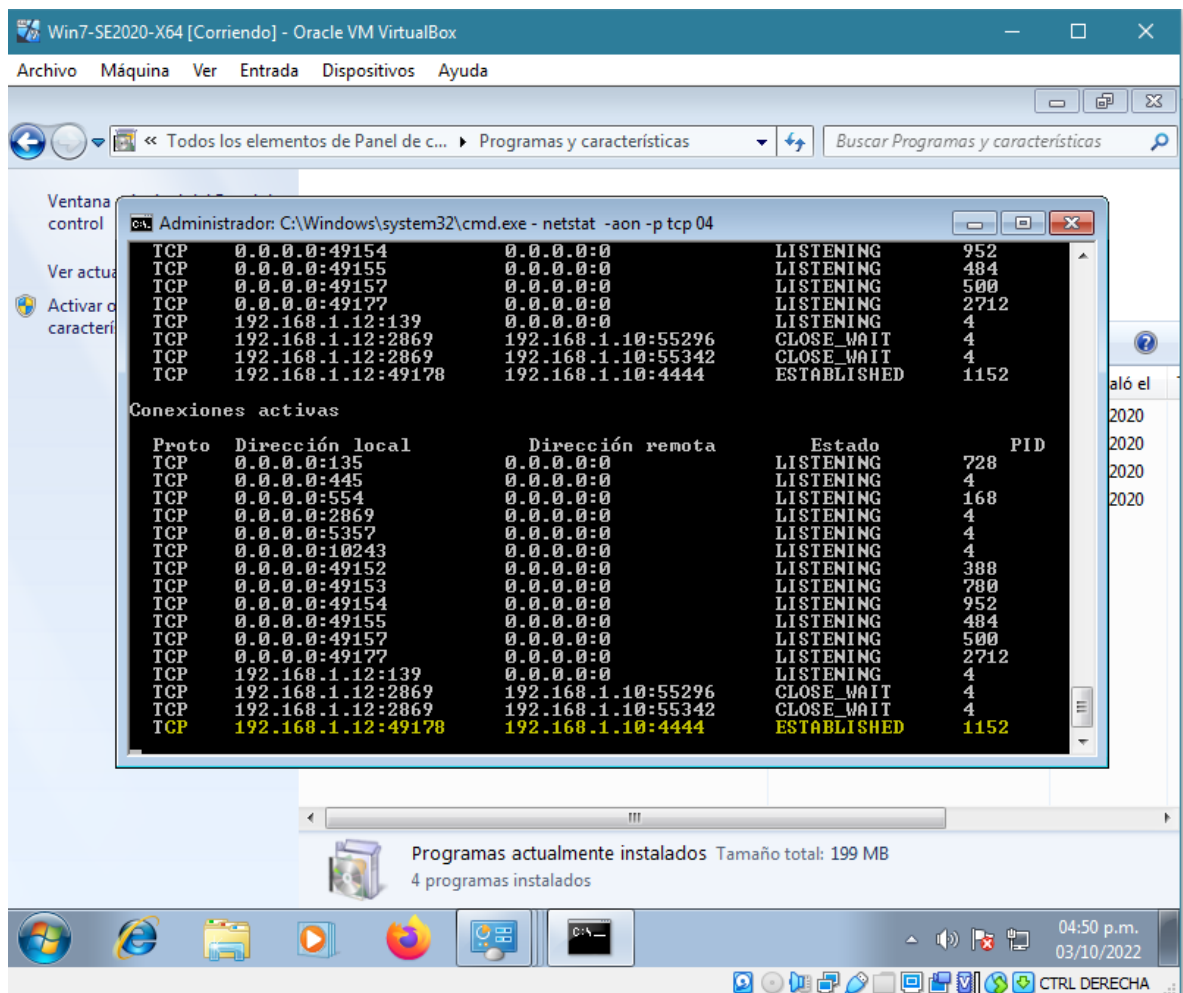 Win7-SE2020-X64 [Corriendo] - Oracle VM VirtualBox
Archivo Máquina Ver Entrada Dispositivos Ayuda
« Todos los elementos de Panel de c... Programas y características
Buscar Programas y características
Ventana
control
Ver actua
Activar o
caracterí
Administrador: C:\Windows\system32\cmd.exe - netstat -aon -p tcp 04
TCP 0.0.0.0:49154 0.0.0.0:0 LISTENING 952
TCP 0.0.0.0:49155 0.0.0.0:0 LISTENING 484
TCP 0.0.0.0:49157 0.0.0.0:0 LISTENING 500
TCP 0.0.0.0:49177 0.0.0.0:0 LISTENING 2712
TCP 192.168.1.12:139 0.0.0.0:0 LISTENING 4
TCP 192.168.1.12:2869 192.168.1.10:55296 CLOSE_WAIT 4
TCP 192.168.1.12:2869 192.168.1.10:55342 CLOSE_WAIT 4
TCP 192.168.1.12:49178 192.168.1.10:4444 ESTABLISHED 1152
Conexiones activas
Proto Dirección local Dirección remota Estado PID
TCP 0.0.0.0:135 0.0.0.0:0 LISTENING 728
TCP 0.0.0.0:445 0.0.0.0:0 LISTENING 4
TCP 0.0.0.0:554 0.0.0.0:0 LISTENING 168
TCP 0.0.0.0:2869 0.0.0.0:0 LISTENING 4
TCP 0.0.0.0:5357 0.0.0.0:0 LISTENING 4
TCP 0.0.0.0:10243 0.0.0.0:0 LISTENING 4
TCP 0.0.0.0:49152 0.0.0.0:0 LISTENING 388
TCP 0.0.0.0:49153 0.0.0.0:0 LISTENING 780
TCP 0.0.0.0:49154 0.0.0.0:0 LISTENING 952
TCP 0.0.0.0:49155 0.0.0.0:0 LISTENING 484
TCP 0.0.0.0:49157 0.0.0.0:0 LISTENING 500
TCP 0.0.0.0:49177 0.0.0.0:0 LISTENING 2712
TCP 192.168.1.12:139 0.0.0.0:0 LISTENING 4
TCP 192.168.1.12:2869 192.168.1.10:55296 CLOSE_WAIT 4
TCP 192.168.1.12:2869 192.168.1.10:55342 CLOSE_WAIT 4
TCP 192.168.1.12:49178 192.168.1.10:4444 ESTABLISHED 1152
aló el
2020
2020
2020
2020
Programas actualmente instalados Tamaño total: 199 MB
4 programas instalados
04:50 p.m.
03/10/2022
CTRL DERECHA